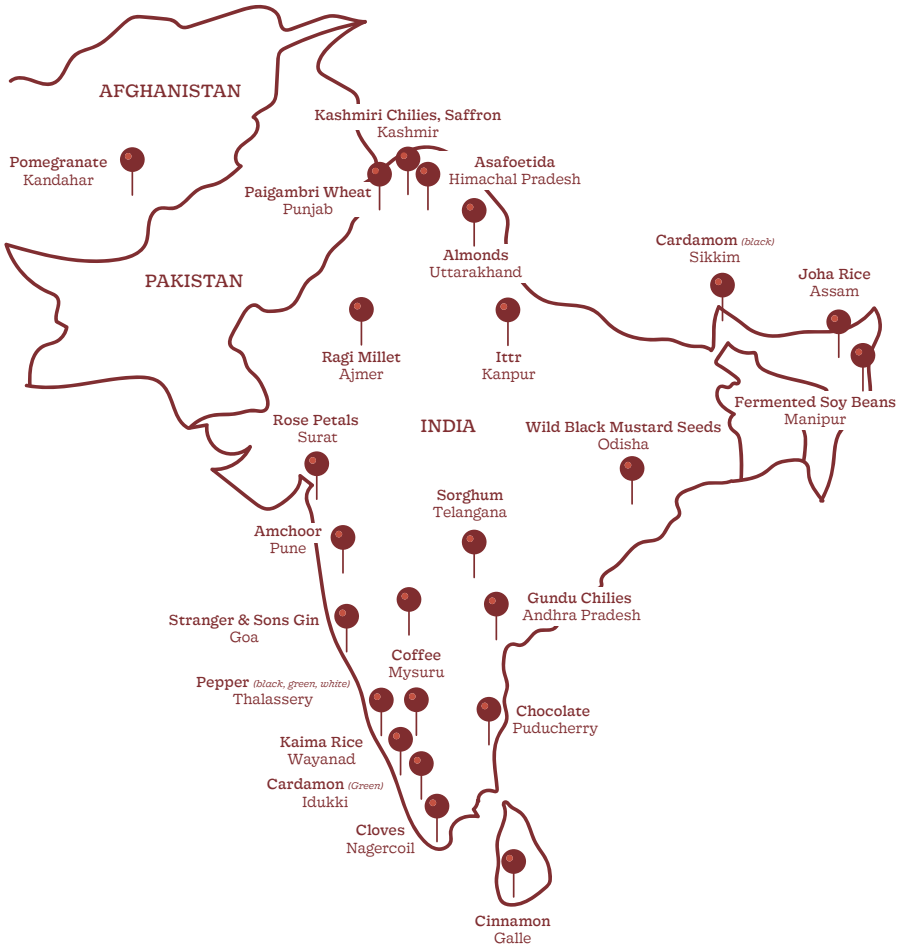 AFGHANISTAN
Kashmiri Chilies, Saffron
Kashmir
Pomegranate
Kandahar
Asafoetida
Himachal Pradesh
Paigambri Wheat
Punjab
Almonds
Uttarakhand
Cardamom (black)
Sikkim
Joha Rice
Assam
PAKISTAN
Ragi Millet
Ajmer
Ittr
Kanpur
Fermented Soy Beans
Manipur
Rose Petals
Surat
INDIA
Wild Black Mustard Seeds
Odisha
Sorghum
Telangana
Amchoor
Pune
Gundu Chilies
Andhra Pradesh
Stranger & Sons Gin
Goa
Coffee
Mysuru
Pepper (black, green, white)
Thalassery
Chocolate
Puducherry
Kaima Rice
Wayanad
Cardamon (Green)
Idukki
Cloves
Nagercoil
Cinnamon
Galle